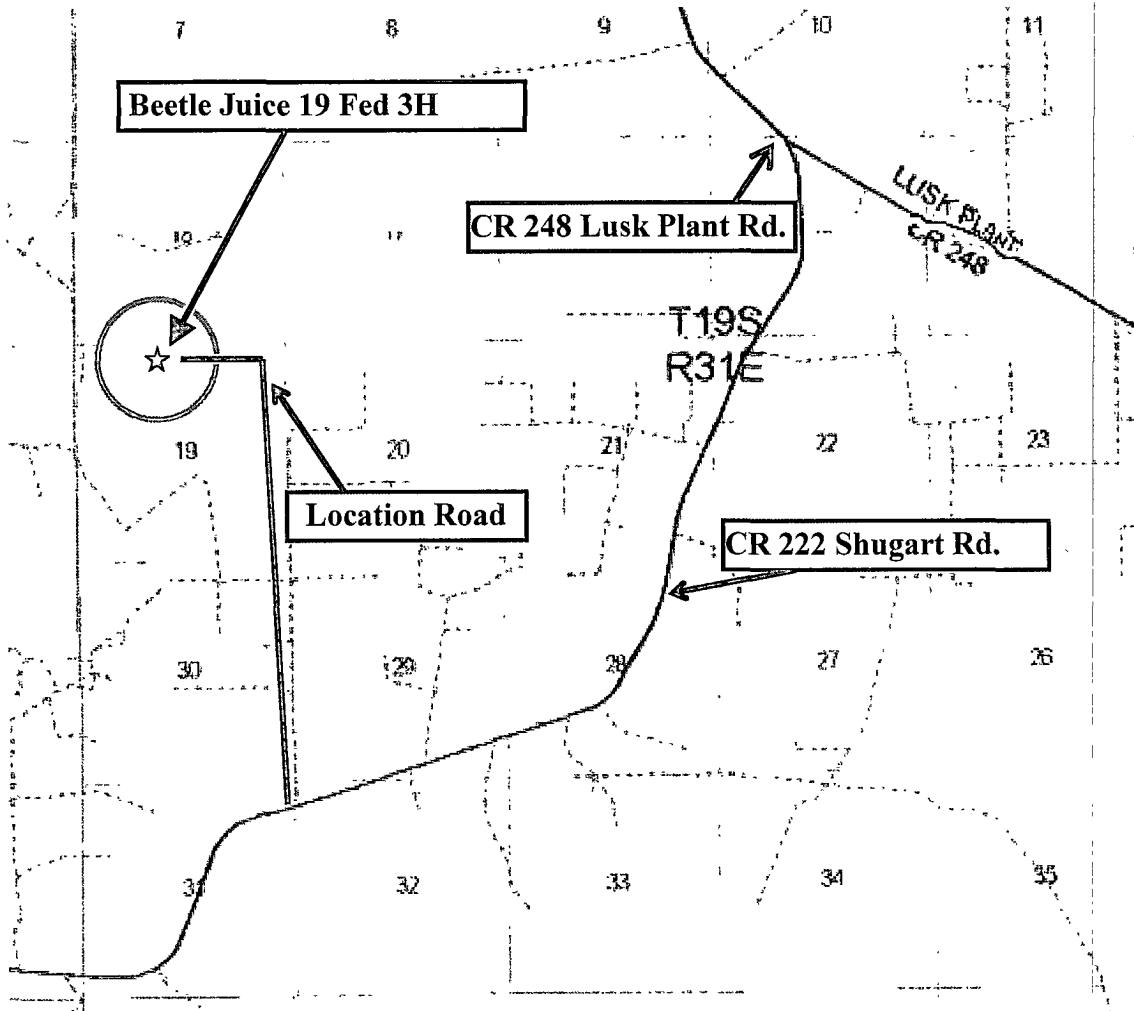 7
8
9
10
11
Beetle Juice 19 Fed 3H
CR 248 Lusk Plant Rd.
LUSK PLANT
CR 248
T19S
R31E
19
20
21
22
23
Location Road
CR 222 Shugart Rd.
30
29
28
27
26
31
32
33
34
35